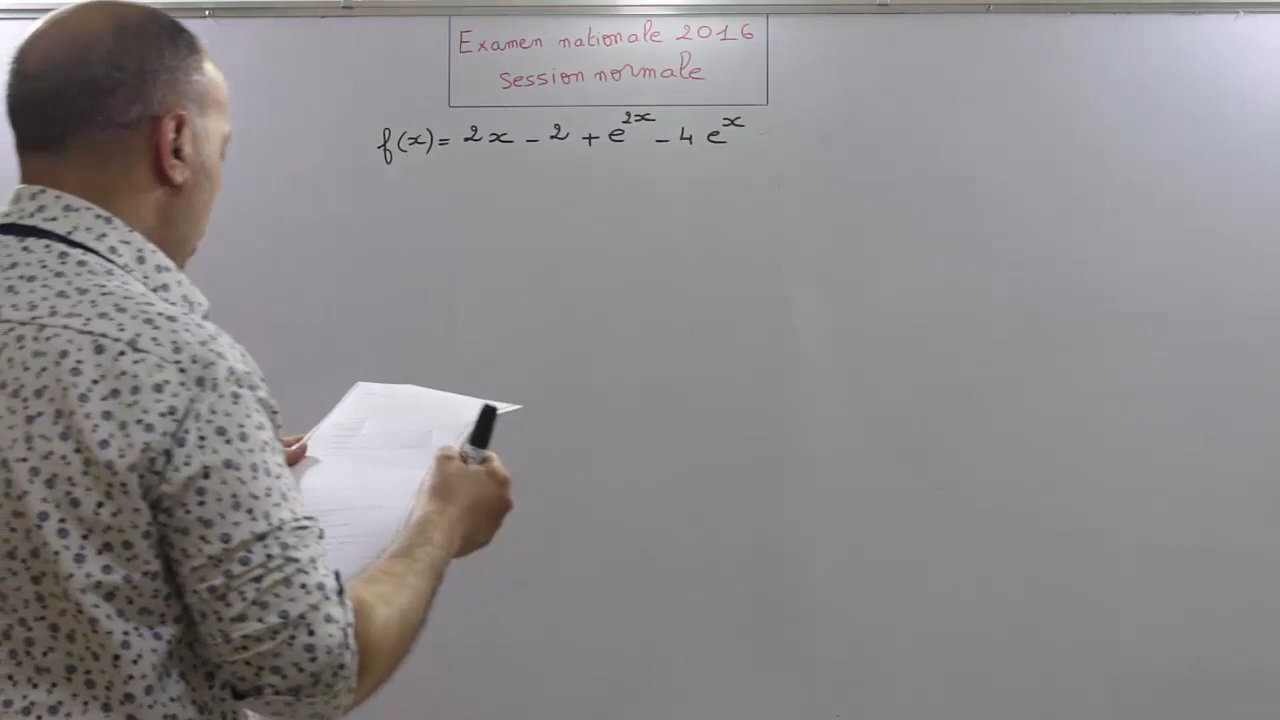 Examen nationale 2016
session normale
f(x) = 2x - 2 + e^{2x} - 4 e^x